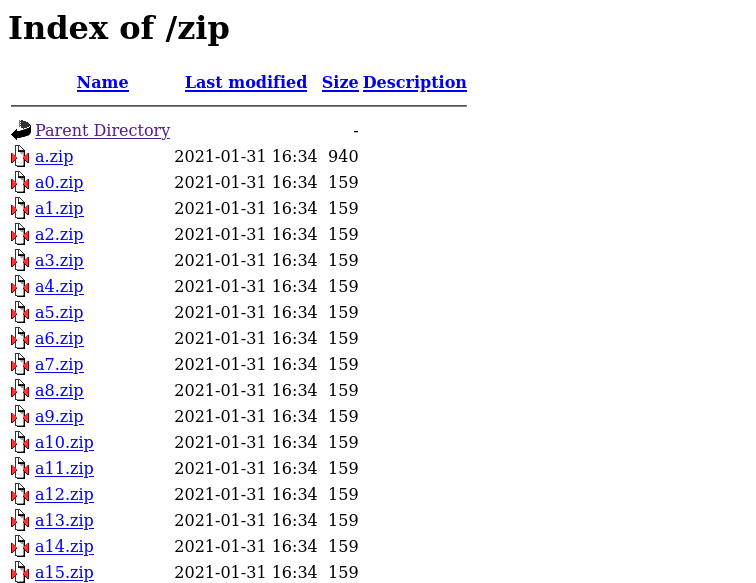 Index of /zip
Name Last modified Size Description
Parent Directory -
a.zip 2021-01-31 16:34 940
a0.zip 2021-01-31 16:34 159
a1.zip 2021-01-31 16:34 159
a2.zip 2021-01-31 16:34 159
a3.zip 2021-01-31 16:34 159
a4.zip 2021-01-31 16:34 159
a5.zip 2021-01-31 16:34 159
a6.zip 2021-01-31 16:34 159
a7.zip 2021-01-31 16:34 159
a8.zip 2021-01-31 16:34 159
a9.zip 2021-01-31 16:34 159
a10.zip 2021-01-31 16:34 159
a11.zip 2021-01-31 16:34 159
a12.zip 2021-01-31 16:34 159
a13.zip 2021-01-31 16:34 159
a14.zip 2021-01-31 16:34 159
a15.zip 2021-01-31 16:34 159